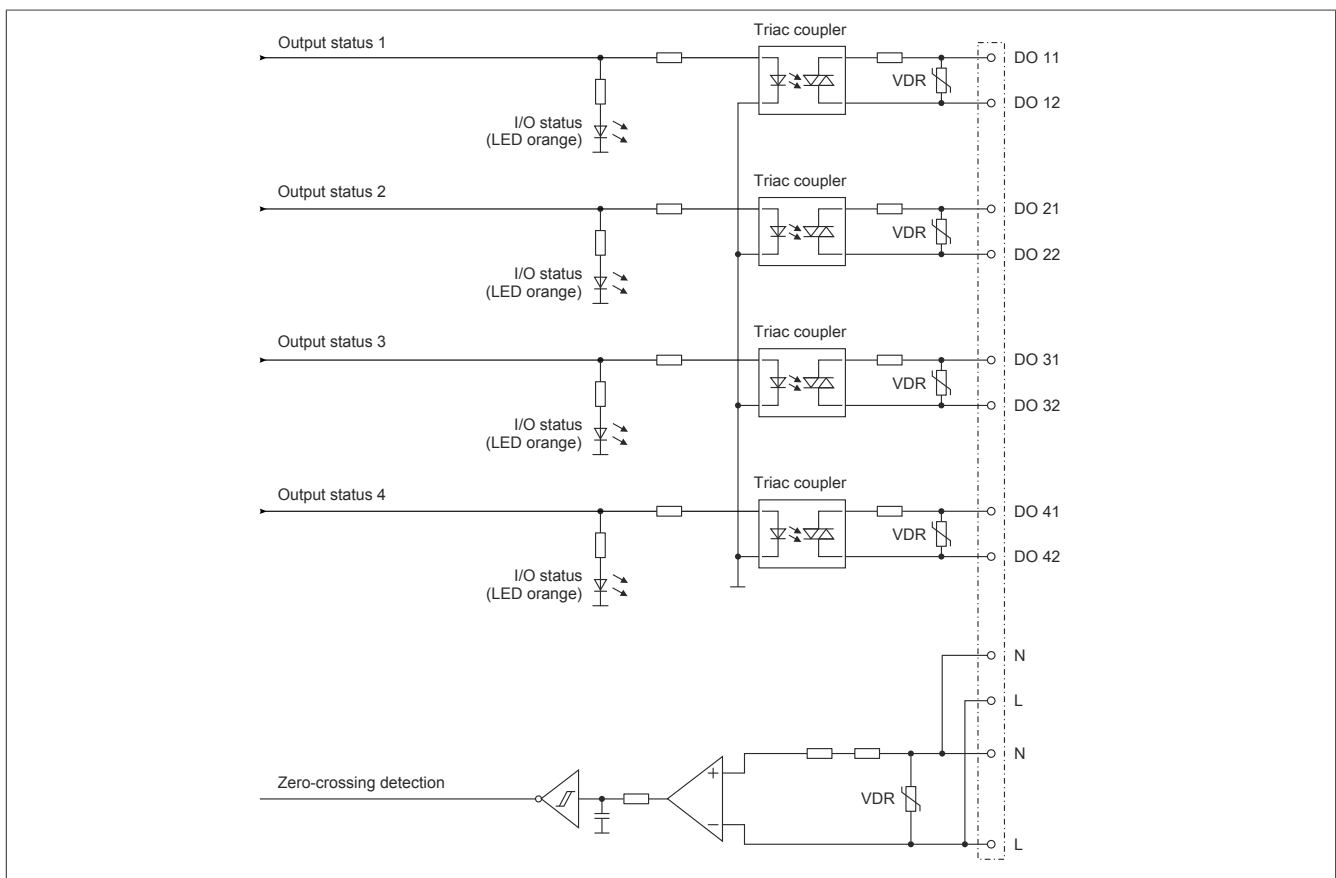 Output status 1
Triac coupler
DO 11
VDR
DO 12
I/O status
(LED orange)
Output status 2
Triac coupler
DO 21
VDR
DO 22
I/O status
(LED orange)
Output status 3
Triac coupler
DO 31
VDR
DO 32
I/O status
(LED orange)
Output status 4
Triac coupler
DO 41
VDR
DO 42
I/O status
(LED orange)
N
L
N
Zero-crossing detection
+
VDR
−
L